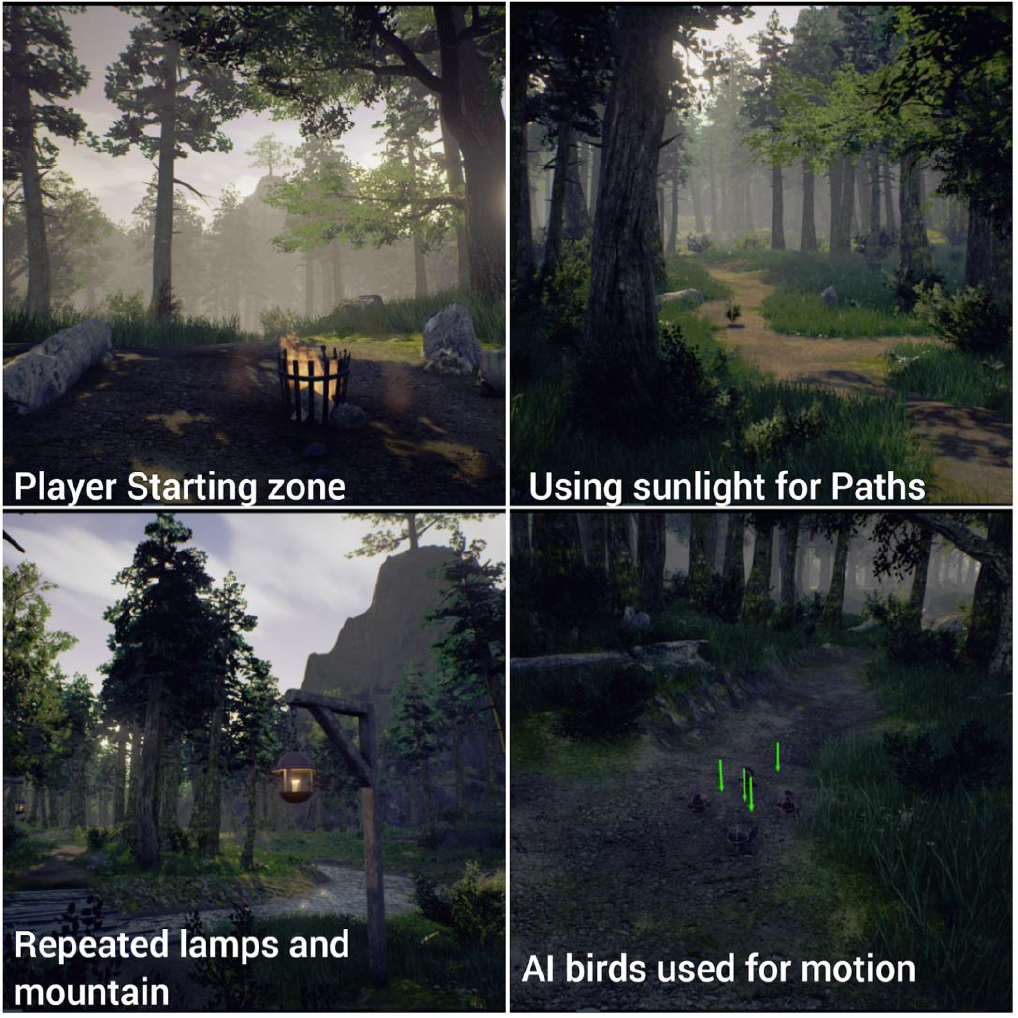 Player Starting zone
Using sunlight for Paths
Repeated lamps and
mountain
AI birds used for motion